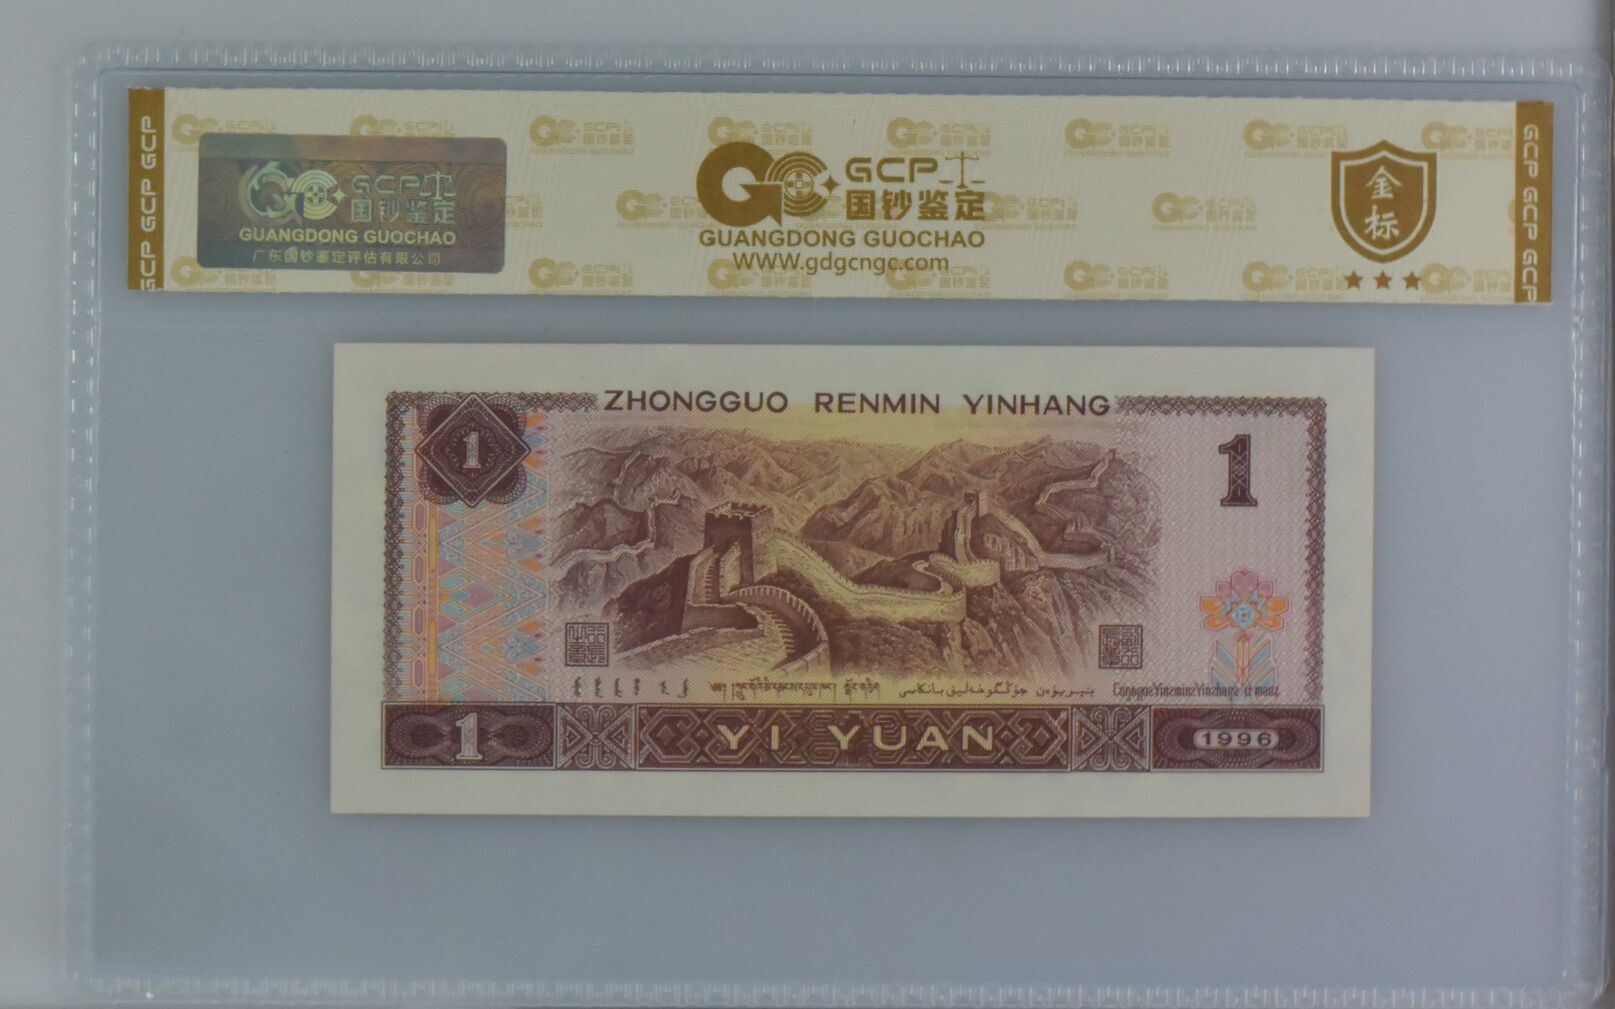 GCP GCP GCP
GCP
国钞鉴定
GUANGDONG GUOCHAO
广东国钞鉴定评估有限公司
GCP
国钞鉴定
GUANGDONG GUOCHAO
WWW.gdgcngc.com
金标
GCP GCP GCP
ZHONGGUO RENMIN YINHANG
1
1
1
YI YUAN
1996